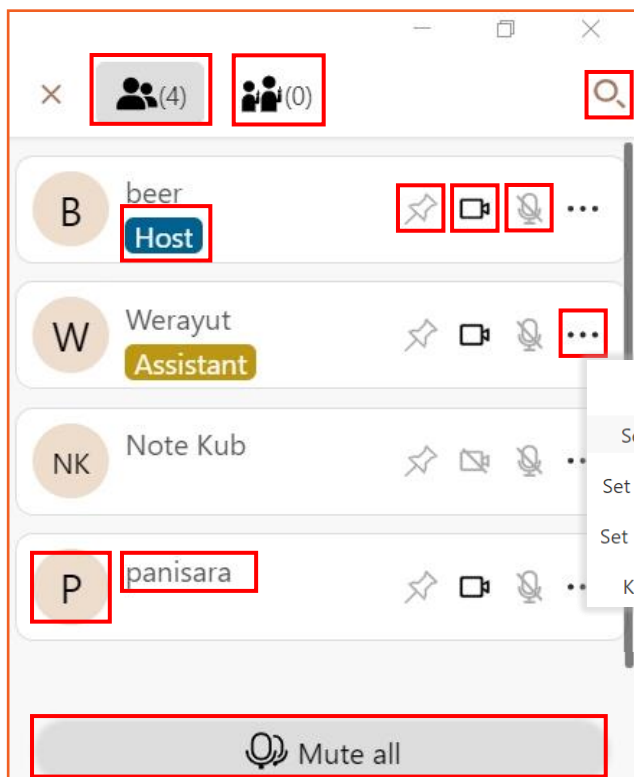 (4)
(0)
B
beer
Host
W
Werayut
Assistant
NK
Note Kub
Set
Set
P
panisara
Mute all